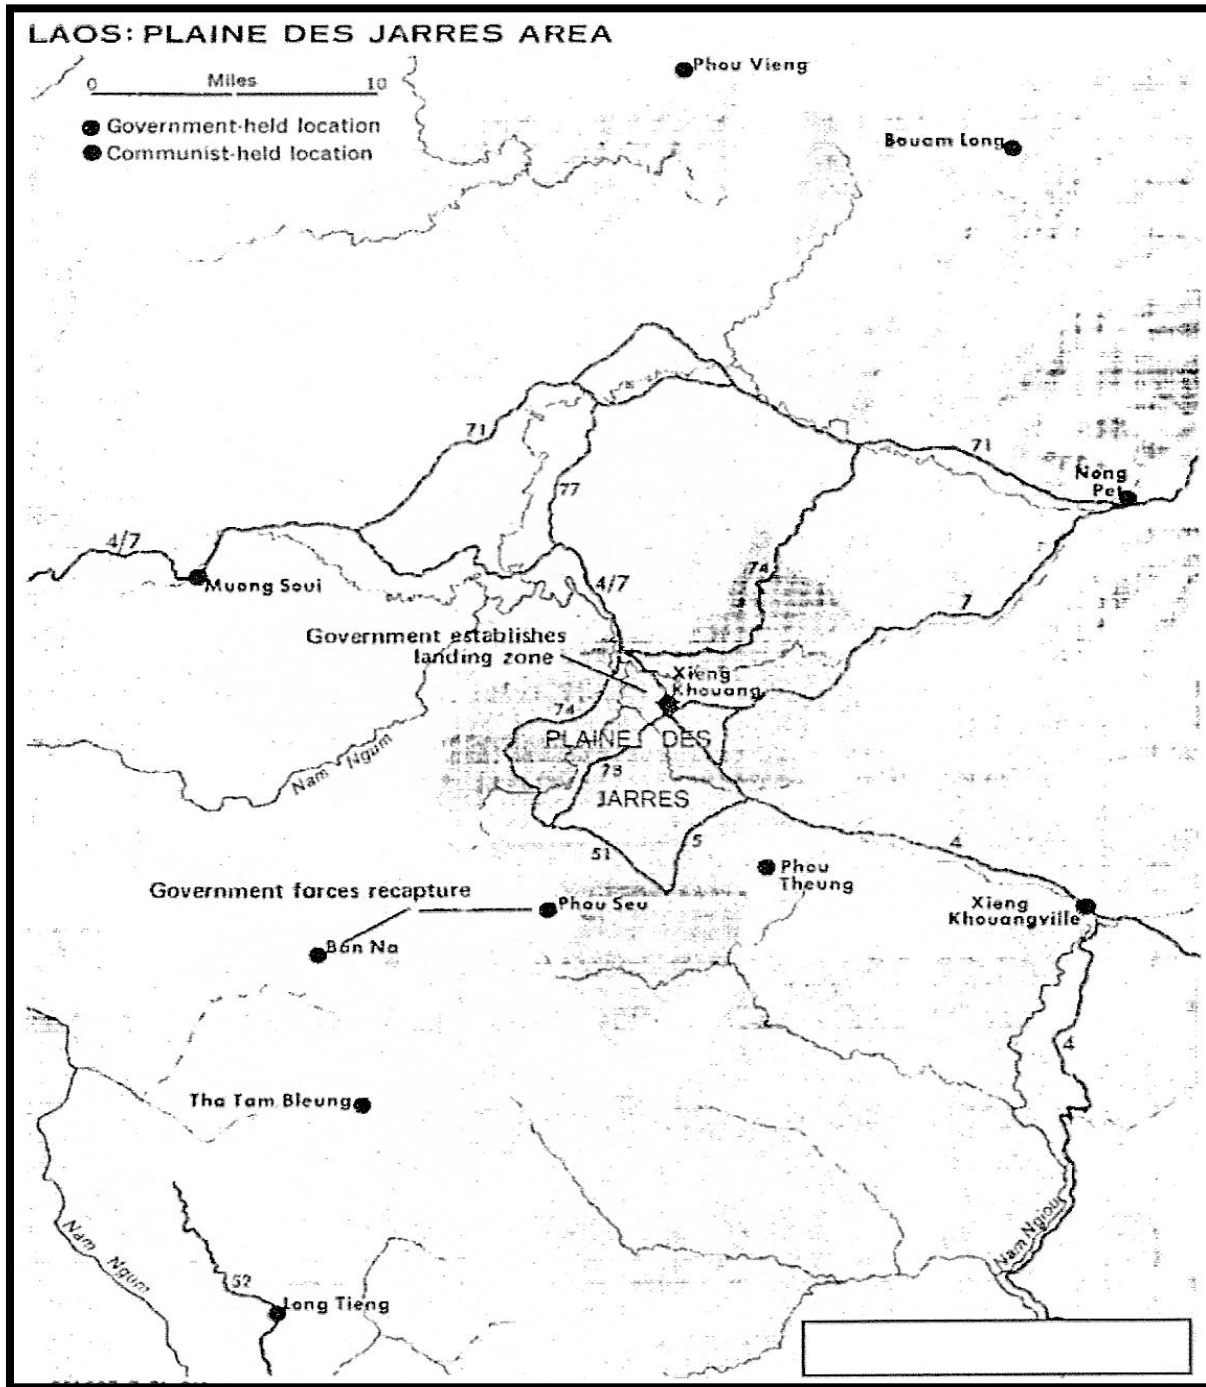 LAOS: PLAINE DES JARRES AREA
0 Miles 10
Government-held location
Communist-held location
Phou Vieng
Bouam Long
71
71
77
Nong
Pet
4/7
Muong Soui
4/7
74
7
Government establishes
landing zone
Xieng
Khouang
74
PLAINE DES
Nam Ngum
73
JARRES
5
51
4
Phou
Theung
Government forces recapture
Phou Seu
Xieng
Khouangville
Ban Na
4
Tha Tam Bleung
Nam Ngum
Nam Ngiou
52
Long Tieng